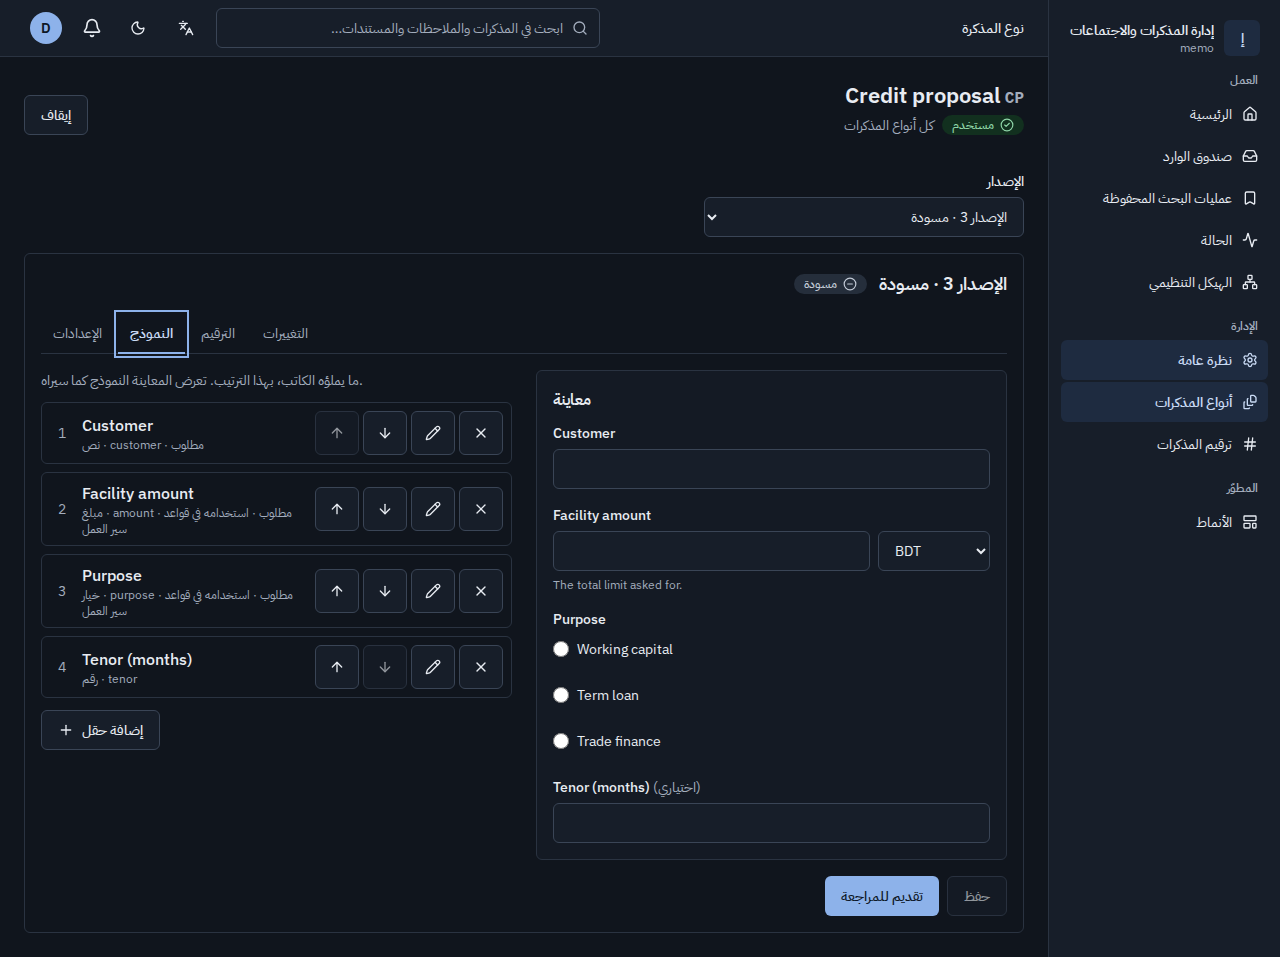 إدارة المذكرات والاجتماعات
memo
إ
العمل
الرئيسية
صندوق الوارد
عمليات البحث المحفوظة
الحالة
الهيكل التنظيمي
الإدارة
نظرة عامة
أنواع المذكرات
ترقيم المذكرات
المطوّر
الأنماط
نوع المذكرة
ابحث في المذكرات والملاحظات والمستندات...
D
Credit proposal CP
مستخدم
كل أنواع المذكرات
إيقاف
الإصدار
الإصدار 3 · مسودة
الإصدار 3 · مسودة
مسودة
التغييرات
الترقيم
النموذج
الإعدادات
ما يملؤه الكاتب، بهذا الترتيب. تعرض المعاينة النموذج كما سيراه.
1
Customer
مطلوب · customer · نص
2
Facility amount
مطلوب · استخدامه في قواعد · amount · مبلغ
سير العمل
3
Purpose
مطلوب · استخدامه في قواعد · purpose · خيار
سير العمل
4
Tenor (months)
tenor · رقم
إضافة حقل
معاينة
Customer
Facility amount
BDT
The total limit asked for.
Purpose
Working capital
Term loan
Trade finance
Tenor (months) (اختياري)
حفظ
تقديم للمراجعة